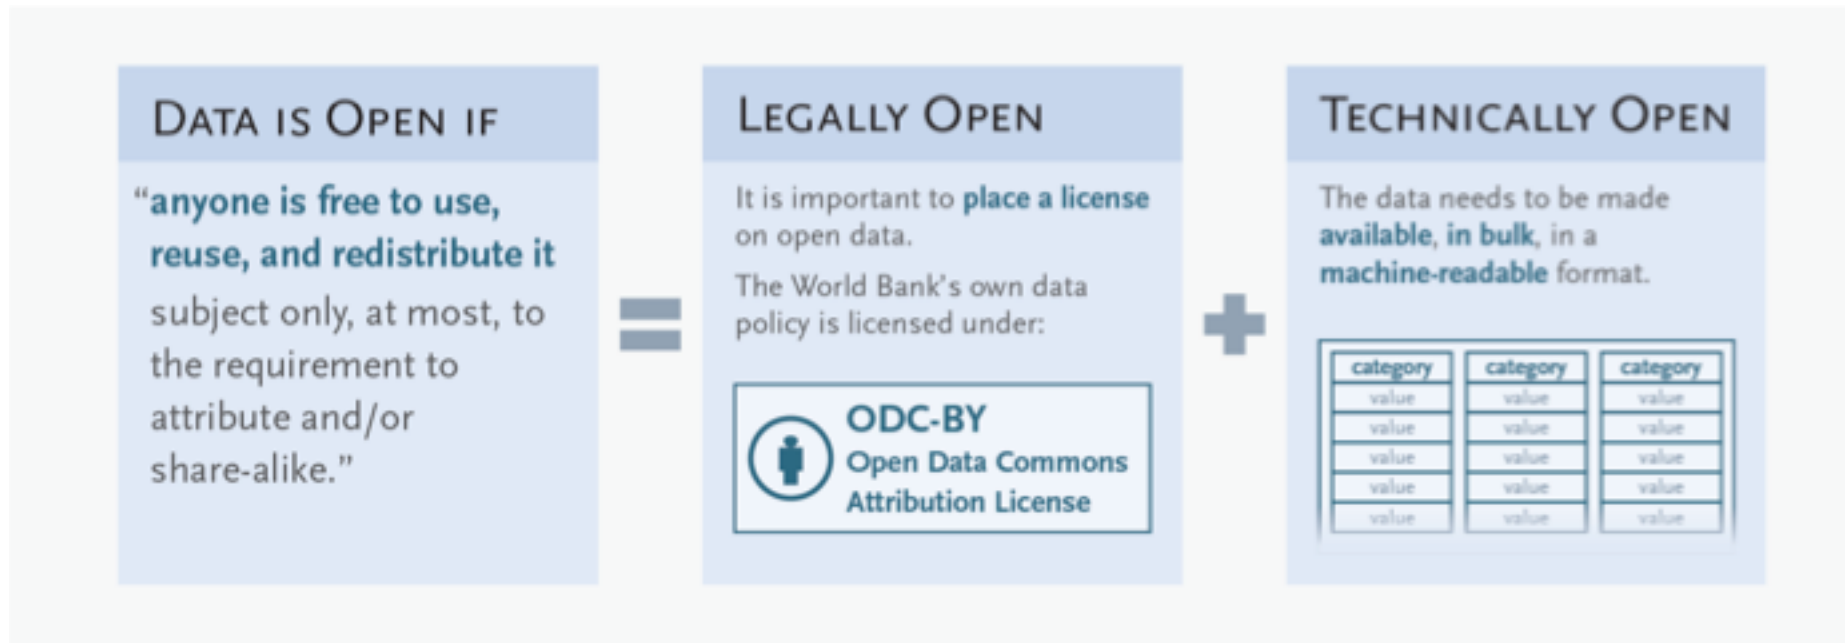 DATA IS OPEN IF
“anyone is free to use,
reuse, and redistribute it
subject only, at most, to
the requirement to
attribute and/or
share-alike.”
=
LEGALLY OPEN
It is important to place a license
on open data.
The World Bank’s own data
policy is licensed under:
ODC-BY
Open Data Commons
Attribution License
+
TECHNICALLY OPEN
The data needs to be made
available, in bulk, in a
machine-readable format.
category category category
value value value
value value value
value value value
value value value
value value value